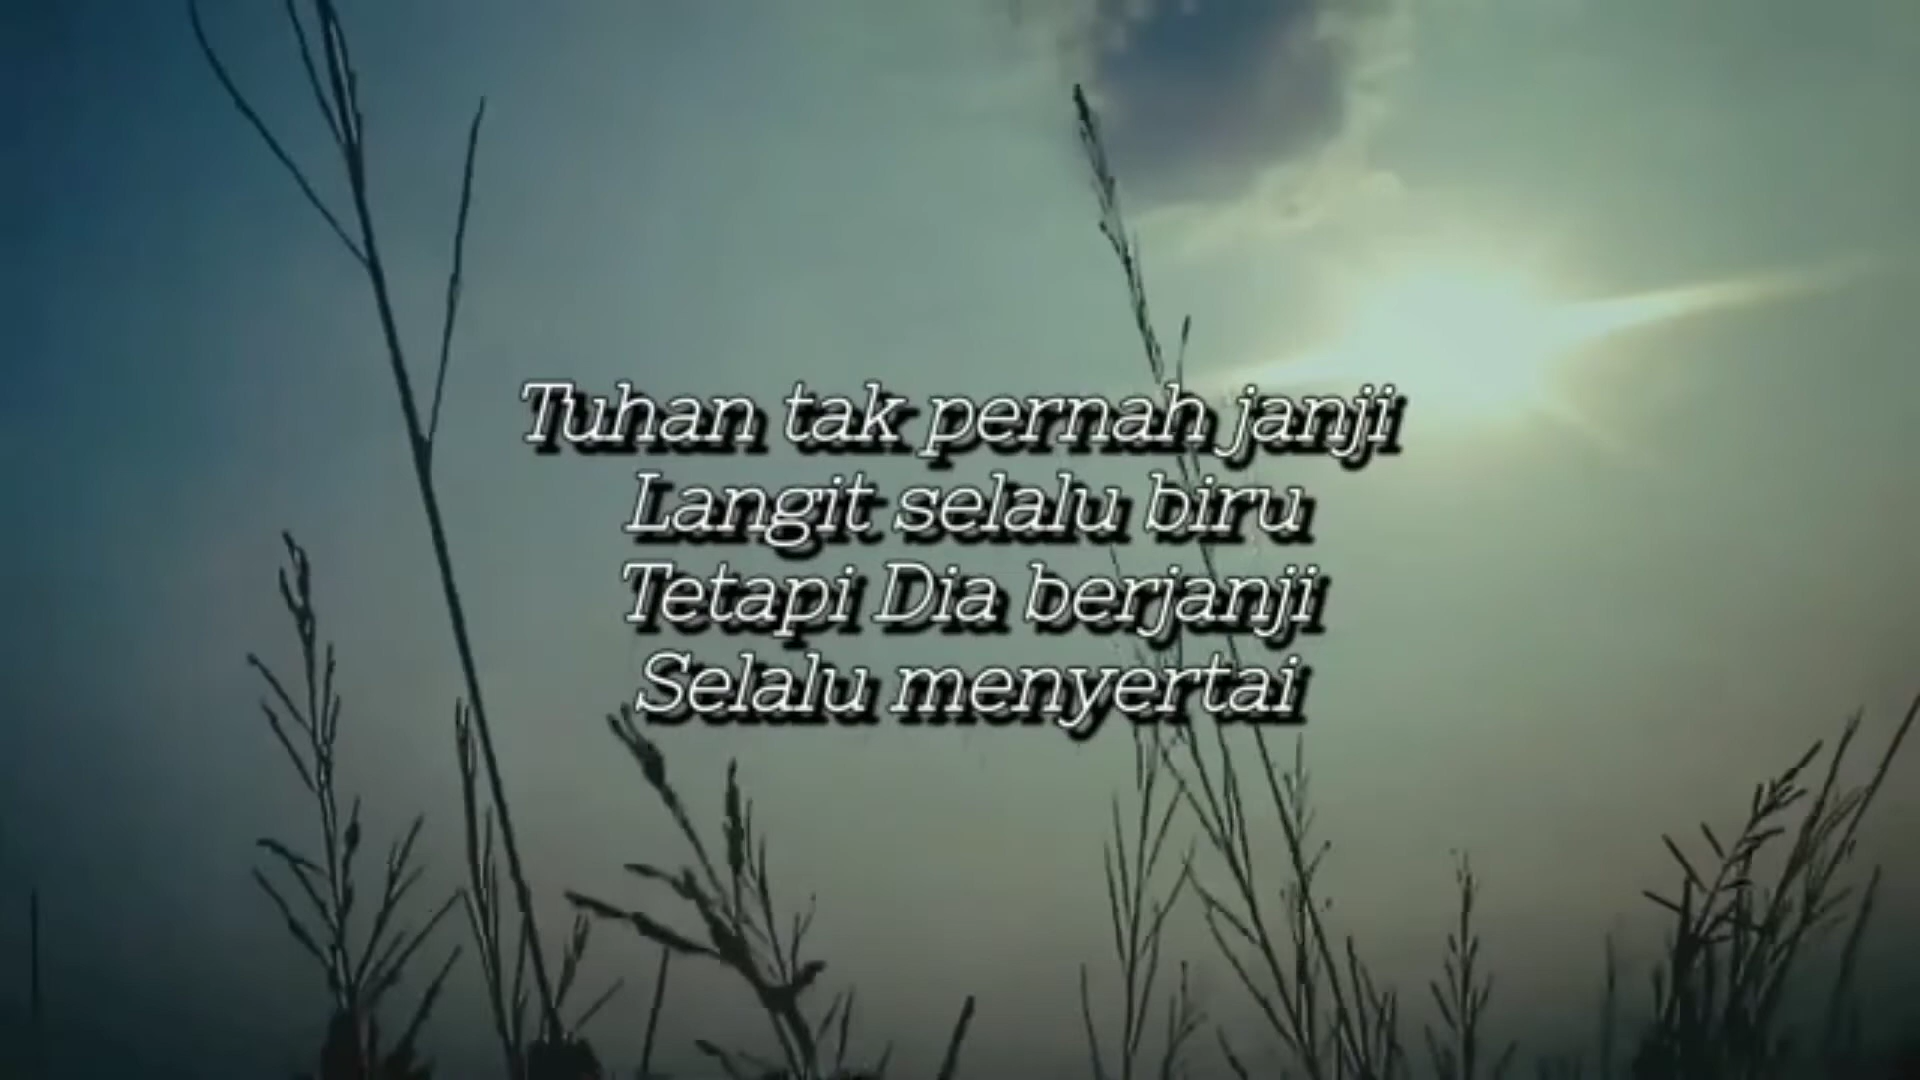 Tuhan tak pernah janji
Langit selalu biru
Tetapi Dia berjanji
Selalu menyertai